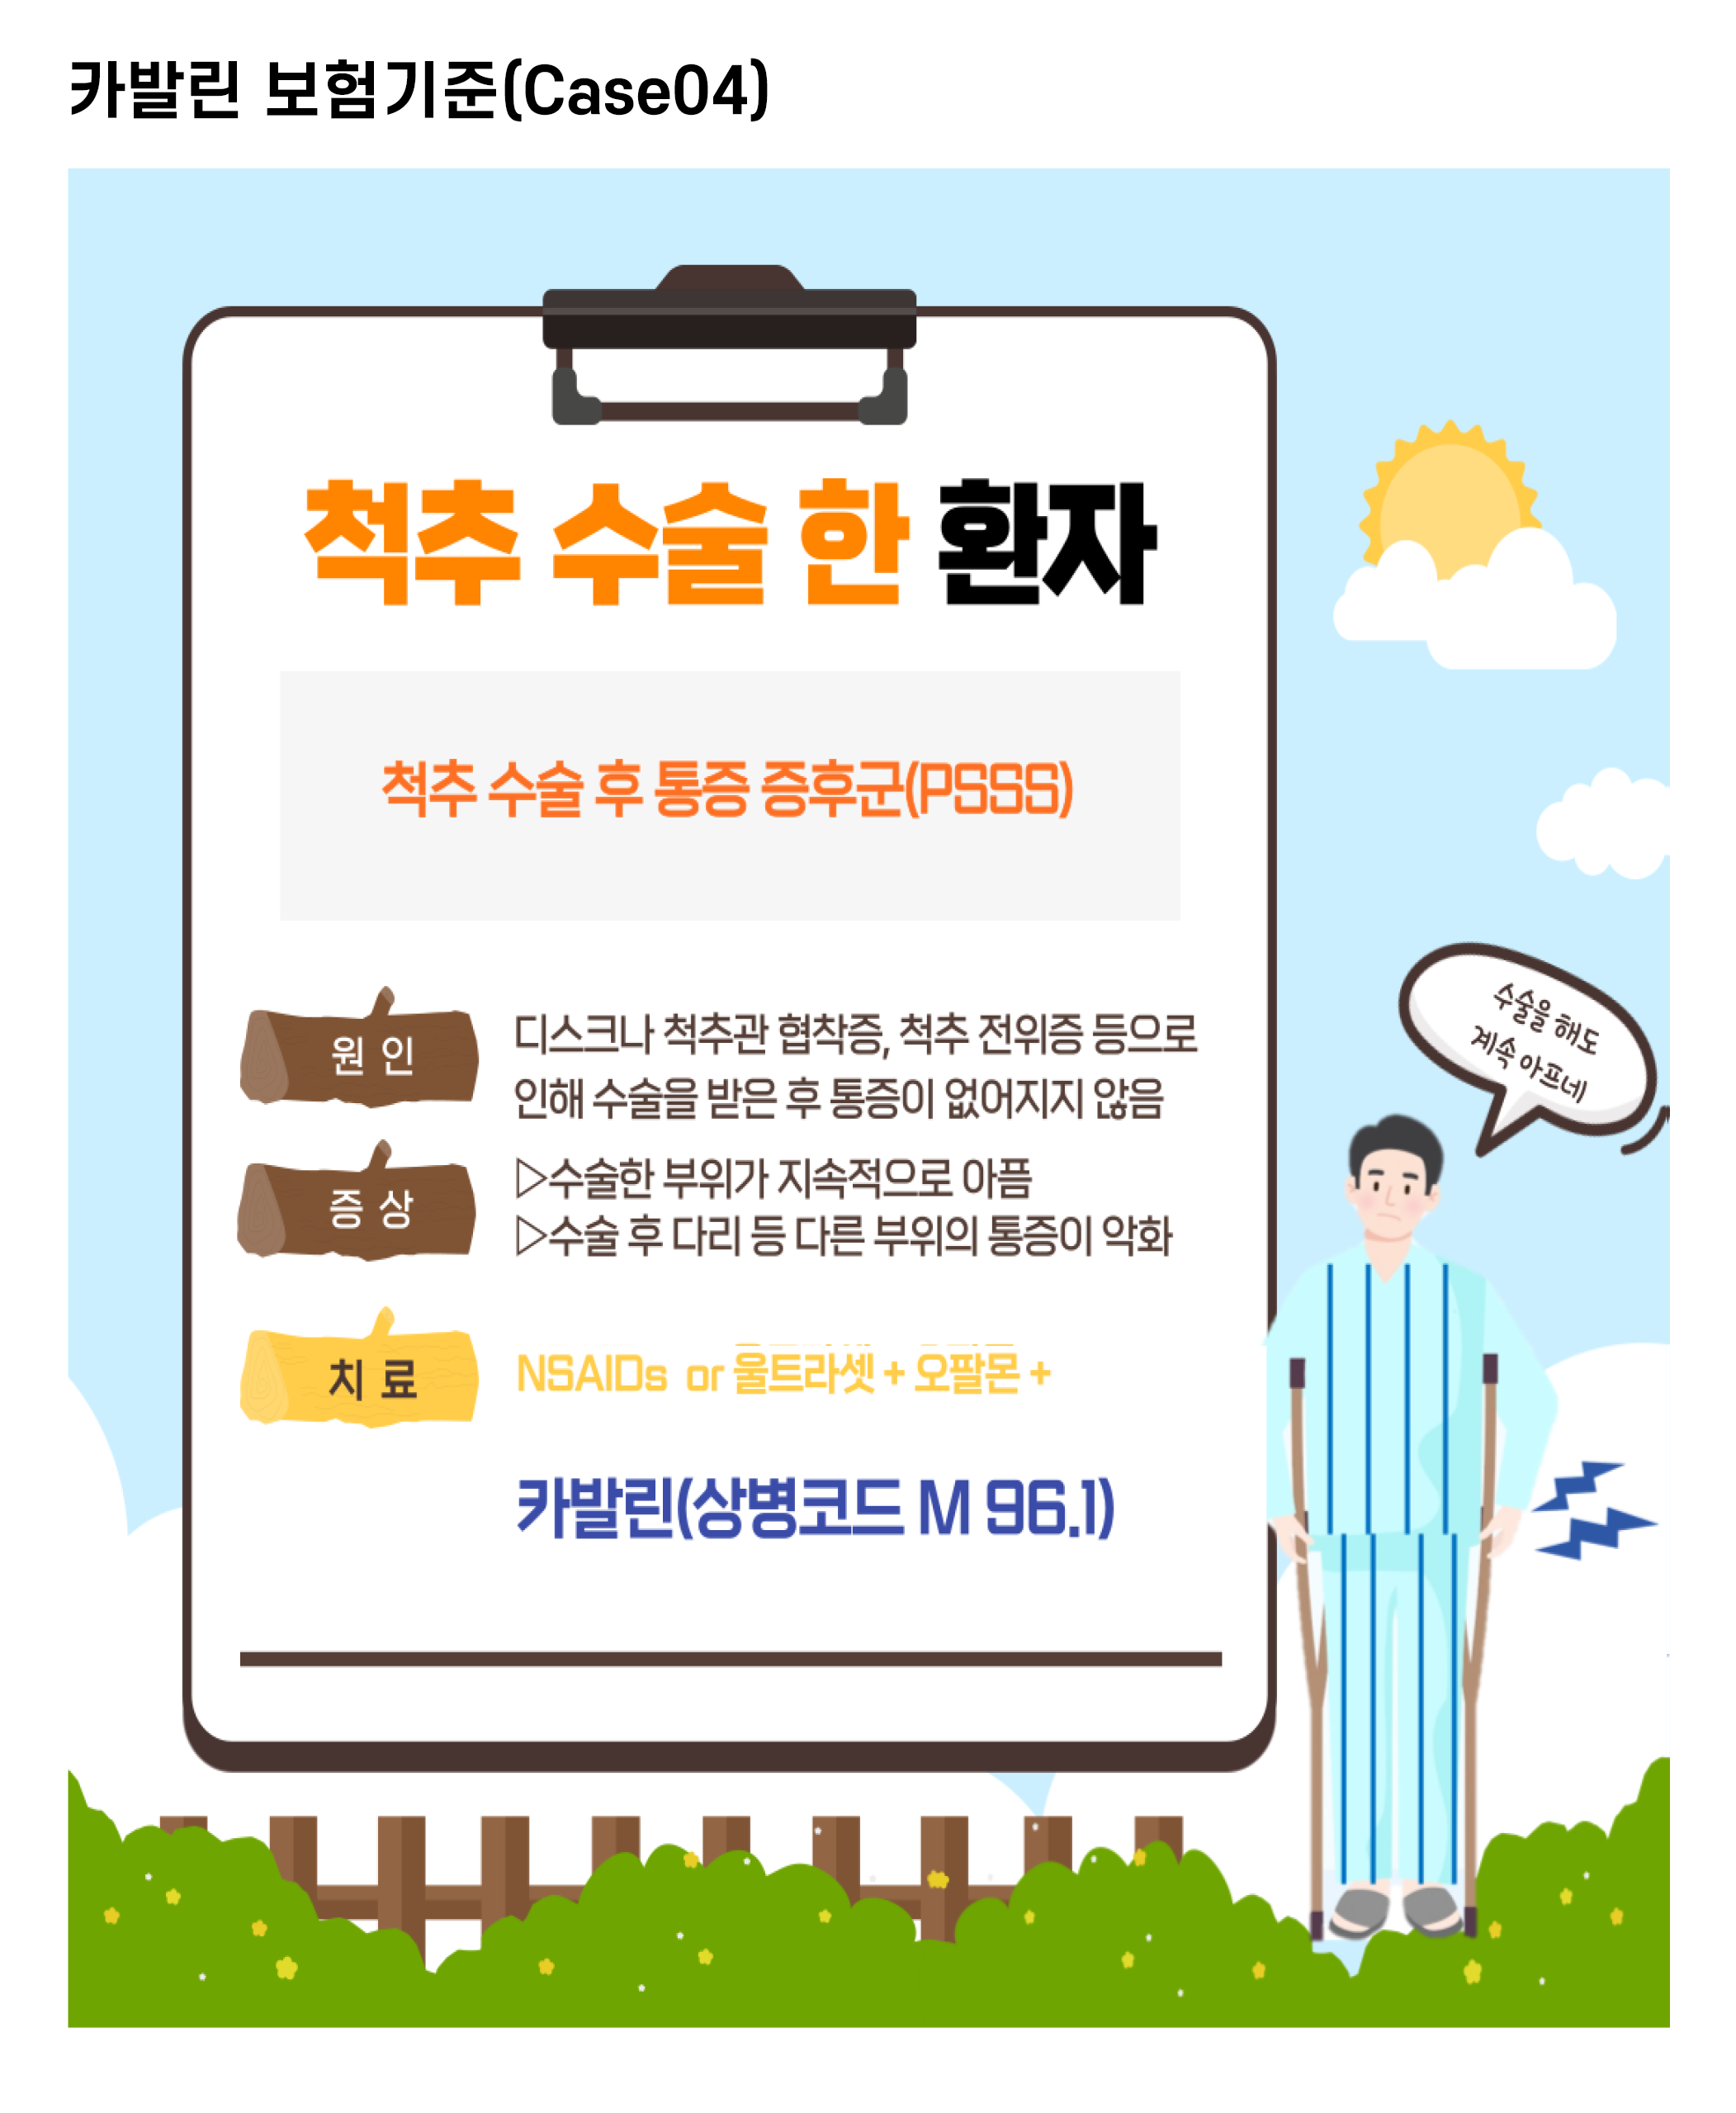 카발린 보험기준(Case04)
척추 수술 한 환자
척추 수술 후 통증 증후군(PSSS)
원 인
디스크나 척추관 협착증, 척추 전위증 등으로
인해 수술을 받은 후 통증이 없어지지 않음
증 상
▷수술한 부위가 지속적으로 아픔
▷수술 후 다리 등 다른 부위의 통증이 악화
치 료
NSAIDs or 울트라셋 + 오팔몬 +
카발린(상병코드 M 96.1)
수술을 해도
계속 아프네